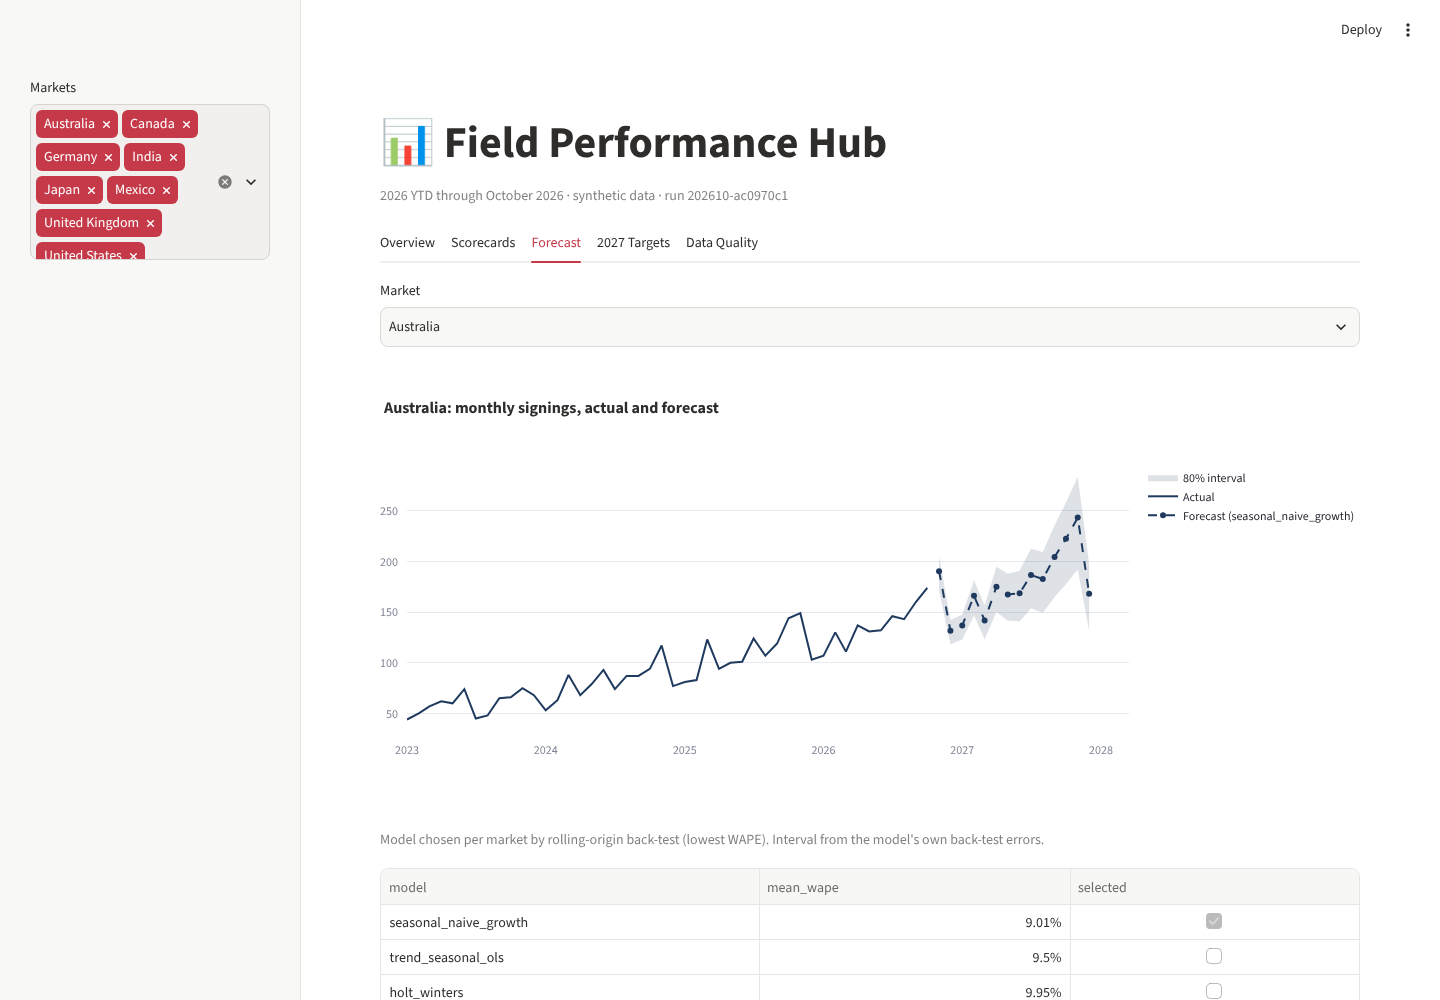 Deploy
Markets
Australia
Canada
Germany
India
Japan
Mexico
United Kingdom
United States
Field Performance Hub
2026 YTD through October 2026 · synthetic data · run 202610-ac0970c1
Overview Scorecards Forecast 2027 Targets Data Quality
Market
Australia
Australia: monthly signings, actual and forecast
80% interval
Actual
Forecast (seasonal_naive_growth)
250
200
150
100
50
2023 2024 2025 2026 2027 2028
Model chosen per market by rolling-origin back-test (lowest WAPE). Interval from the model's own back-test errors.
model mean_wape selected
seasonal_naive_growth 9.01%
trend_seasonal_ols 9.5%
holt_winters 9.95%